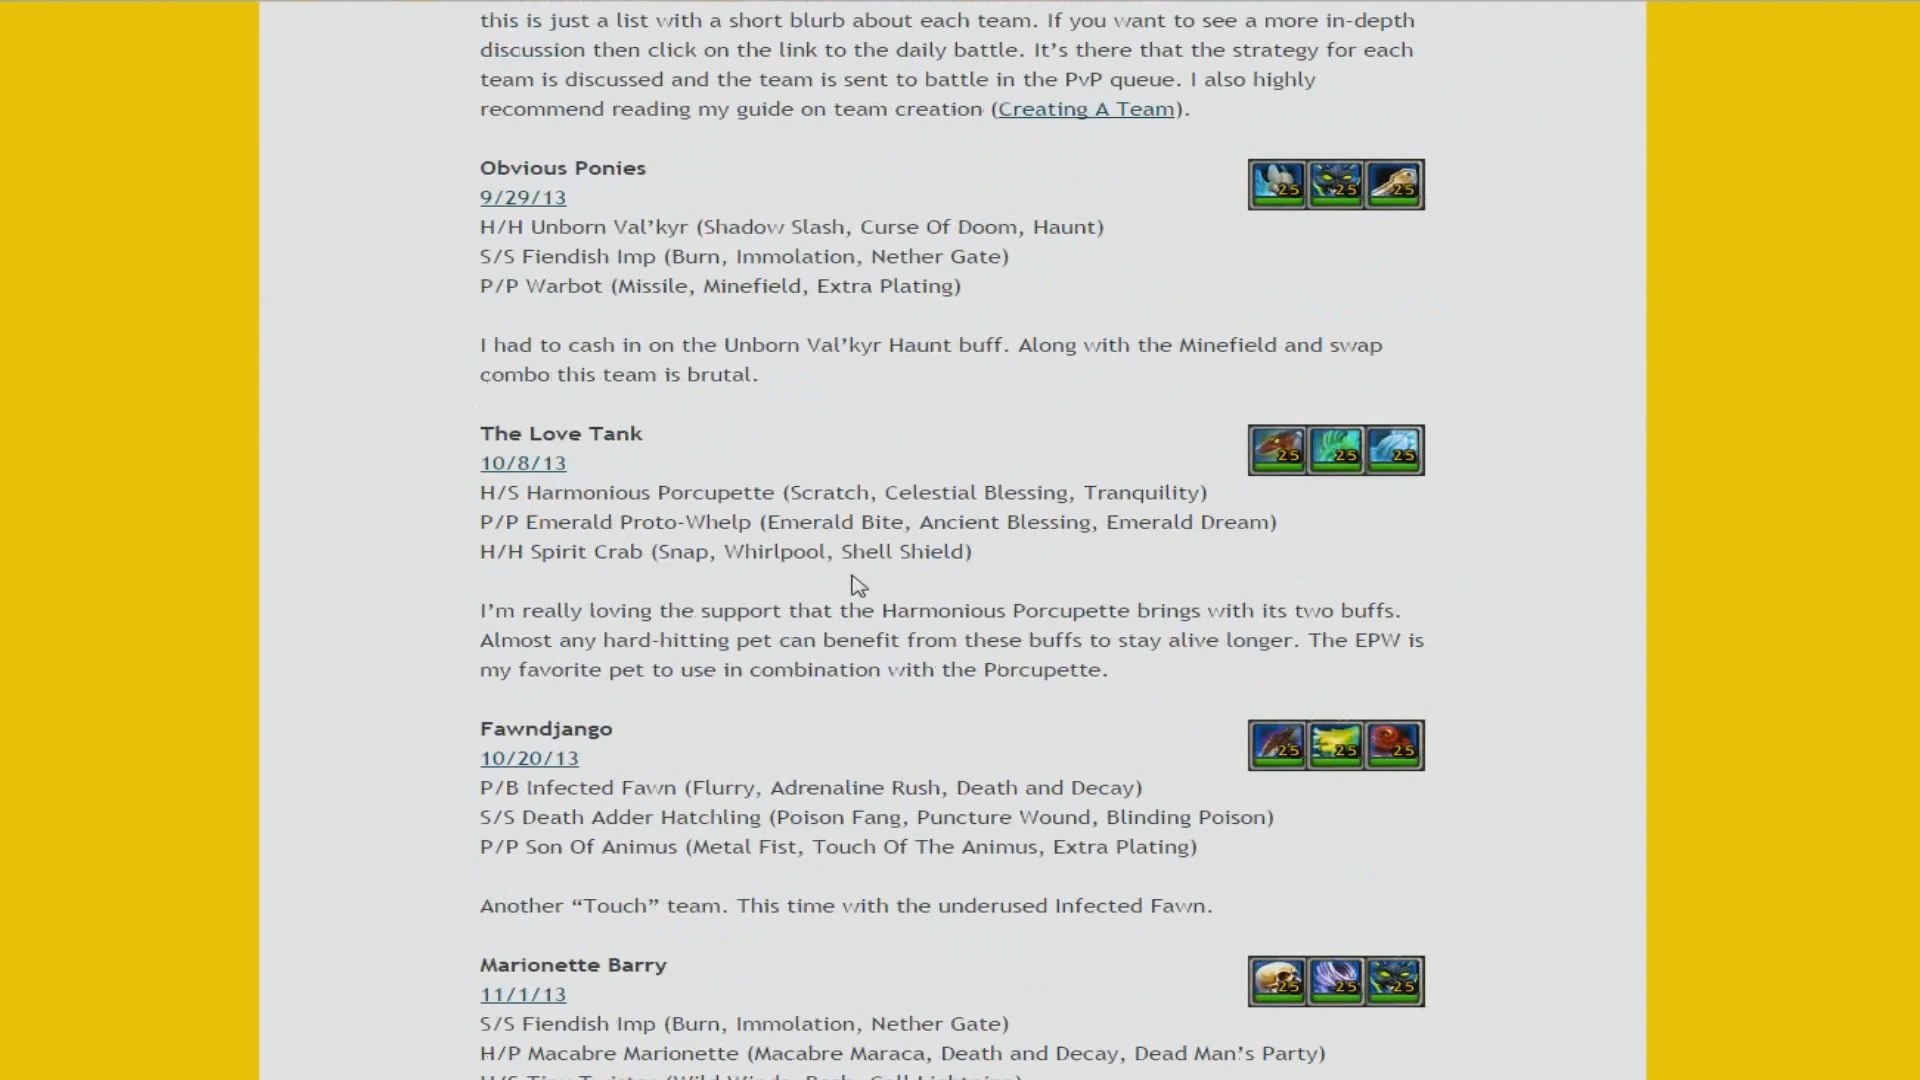 this is just a list with a short blurb about each team. If you want to see a more in-depth
discussion then click on the link to the daily battle. It’s there that the strategy for each
team is discussed and the team is sent to battle in the PvP queue. I also highly
recommend reading my guide on team creation (Creating A Team).
Obvious Ponies
25 25 25
9/29/13
H/H Unborn Val’kyr (Shadow Slash, Curse Of Doom, Haunt)
S/S Fiendish Imp (Burn, Immolation, Nether Gate)
P/P Warbot (Missile, Minefield, Extra Plating)
I had to cash in on the Unborn Val’kyr Haunt buff. Along with the Minefield and swap
combo this team is brutal.
The Love Tank
25 25 25
10/8/13
H/S Harmonious Porcupette (Scratch, Celestial Blessing, Tranquility)
P/P Emerald Proto-Whelp (Emerald Bite, Ancient Blessing, Emerald Dream)
H/H Spirit Crab (Snap, Whirlpool, Shell Shield)
I’m really loving the support that the Harmonious Porcupette brings with its two buffs.
Almost any hard-hitting pet can benefit from these buffs to stay alive longer. The EPW is
my favorite pet to use in combination with the Porcupette.
Fawndjango
25 25 25
10/20/13
P/B Infected Fawn (Flurry, Adrenaline Rush, Death and Decay)
S/S Death Adder Hatchling (Poison Fang, Puncture Wound, Blinding Poison)
P/P Son Of Animus (Metal Fist, Touch Of The Animus, Extra Plating)
Another “Touch” team. This time with the underused Infected Fawn.
Marionette Barry
25 25 25
11/1/13
S/S Fiendish Imp (Burn, Immolation, Nether Gate)
H/P Macabre Marionette (Macabre Maraca, Death and Decay, Dead Man’s Party)